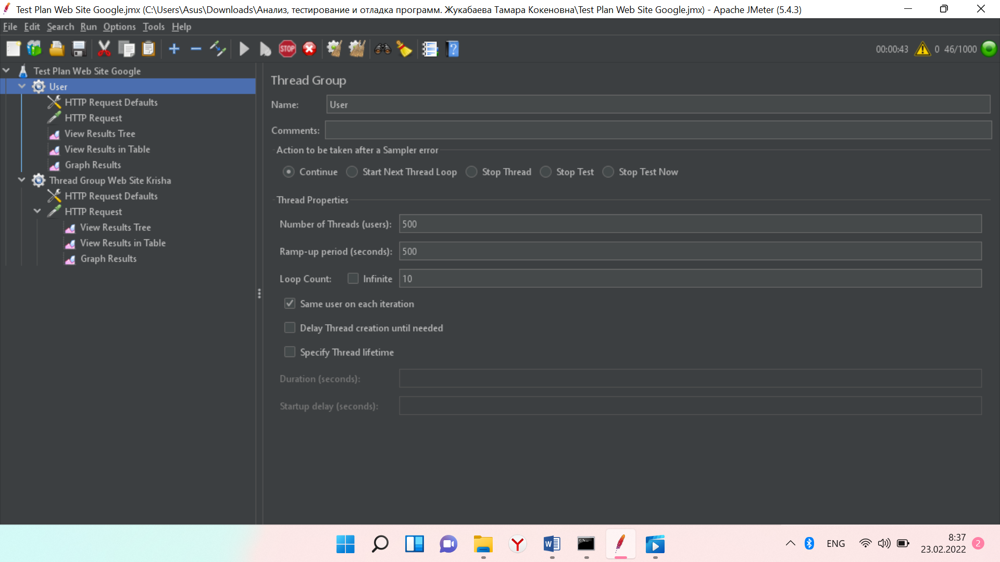 Test Plan Web Site Google.jmx (C:\Users\Asus\Downloads\Анализ, тестирование и отладка программ. Жукабаева Тамара Кокеновна\Test Plan Web Site Google.jmx) - Apache JMeter (5.4.3)
File Edit Search Run Options Tools Help
STOP
00:00:43 0 46/1000
Test Plan Web Site Google
User
HTTP Request Defaults
HTTP Request
View Results Tree
View Results in Table
Graph Results
Thread Group Web Site Krisha
HTTP Request Defaults
HTTP Request
View Results Tree
View Results in Table
Graph Results
Thread Group
Name: User
Comments:
Action to be taken after a Sampler error
Continue Start Next Thread Loop Stop Thread Stop Test Stop Test Now
Thread Properties
Number of Threads (users): 500
Ramp-up period (seconds): 500
Loop Count: Infinite 10
Same user on each iteration
Delay Thread creation until needed
Specify Thread lifetime
Duration (seconds):
Startup delay (seconds):
ENG
8:37
23.02.2022
2